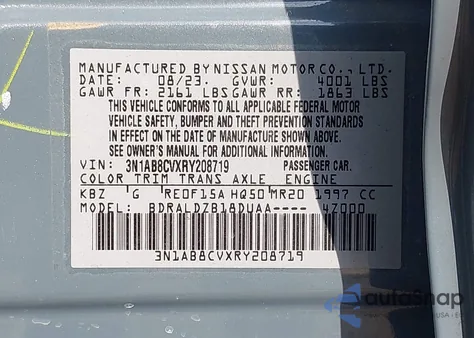 MANUFACTURED BY NISSAN MOTOR CO., LTD.
DATE: 08/23 GVWR: 4001 LBS
GAWR FR: 2161 LBS GAWR RR: 1863 LBS
THIS VEHICLE CONFORMS TO ALL APPLICABLE FEDERAL MOTOR
VEHICLE SAFETY, BUMPER AND THEFT PREVENTION STANDARDS
IN EFFECT ON THE DATE OF MANUFACTURE SHOWN ABOVE.
SEE OWNER'S MANUAL FOR ADDITIONAL INFORMATION.
VIN: 3N1AB8CVXRY208719 PASSENGER CAR.
COLOR TRIM TRANS AXLE ENGINE
KBZ G RE0F15A HQ50 MR20 1997 CC
MODEL: BDRALDZB18DUAA---- 4Z000
3N1AB8CVXRY208719
autaSnap